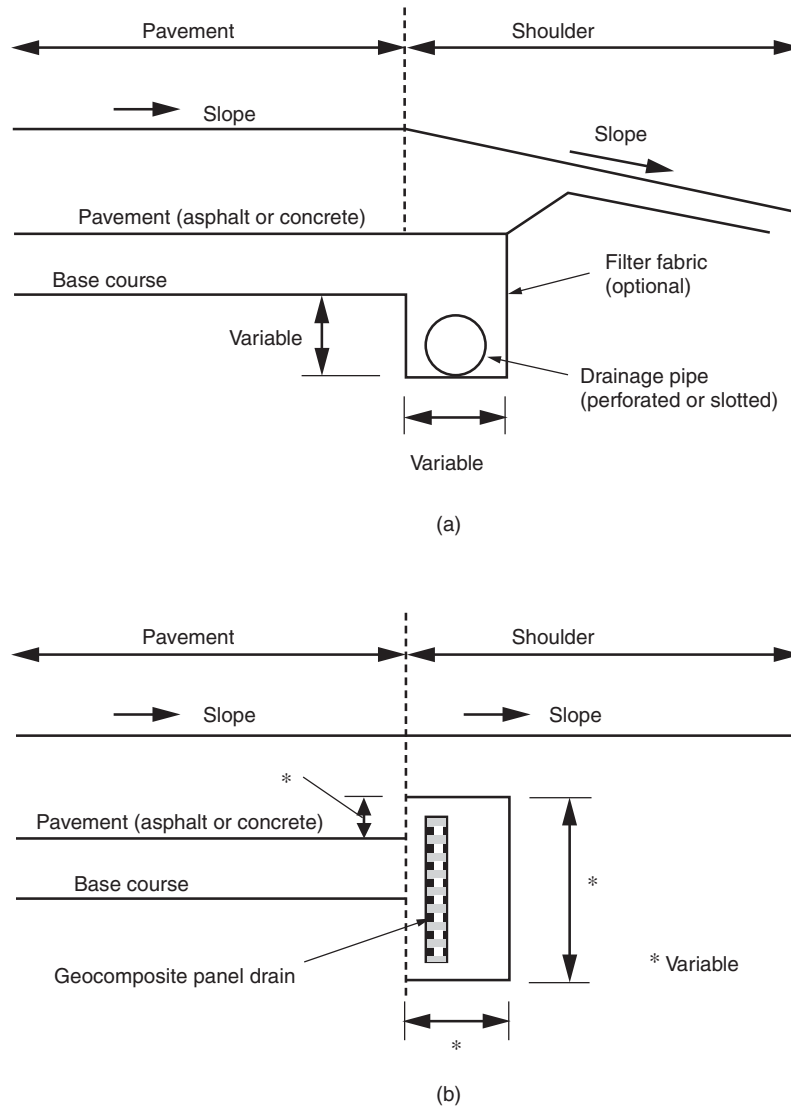 Pavement
Shoulder
Slope
Slope
Pavement (asphalt or concrete)
Base course
Filter fabric
(optional)
Variable
Drainage pipe
(perforated or slotted)
Variable
(a)
Pavement
Shoulder
Slope
Slope
*
Pavement (asphalt or concrete)
Base course
*
Geocomposite panel drain
* Variable
*
(b)